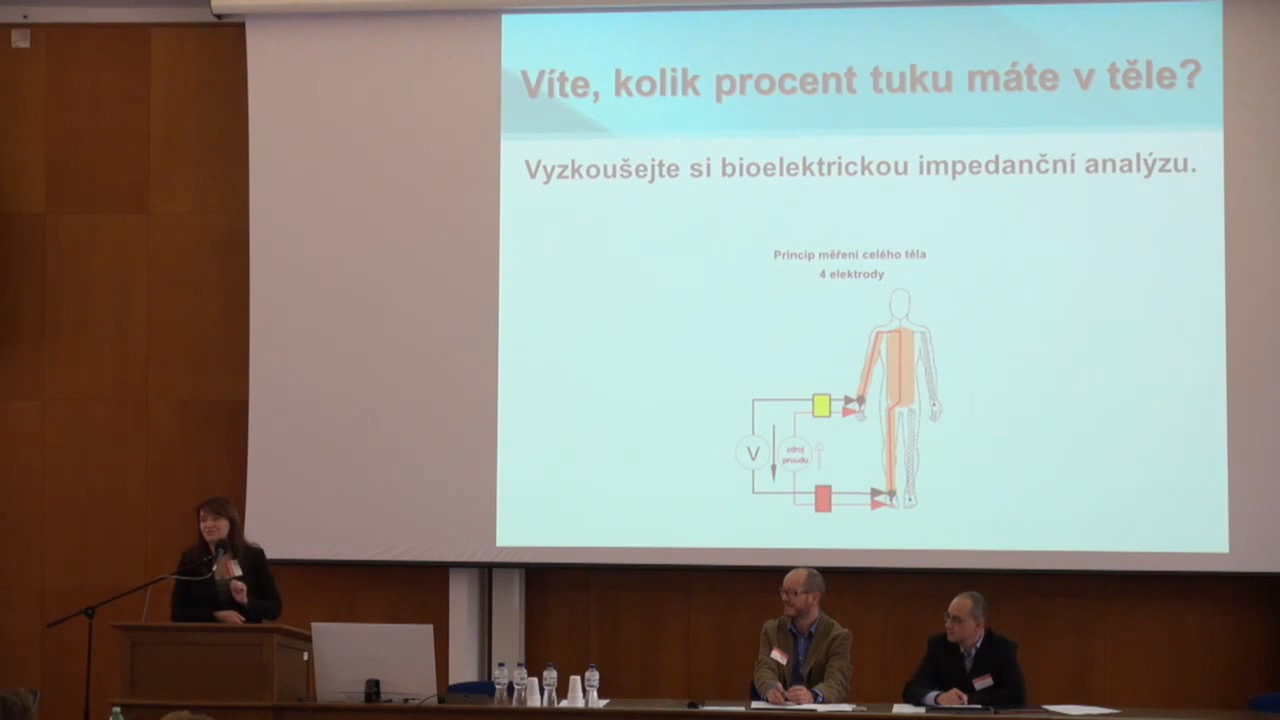 Víte, kolik procent tuku máte v těle?
Vyzkoušejte si bioelektrickou impedanční analýzu.
Princip měření celého těla
4 elektrody
V
zdroj
proudu